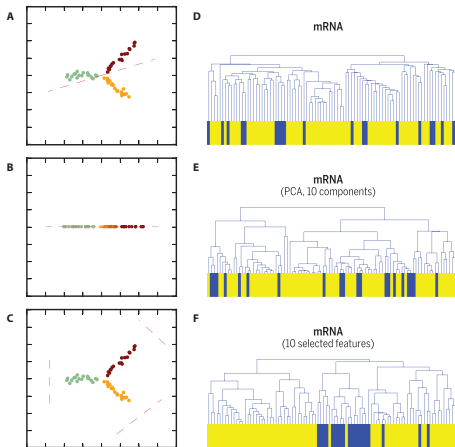 A
D
mRNA
B
E
mRNA
(PCA, 10 components)
C
F
mRNA
(10 selected features)